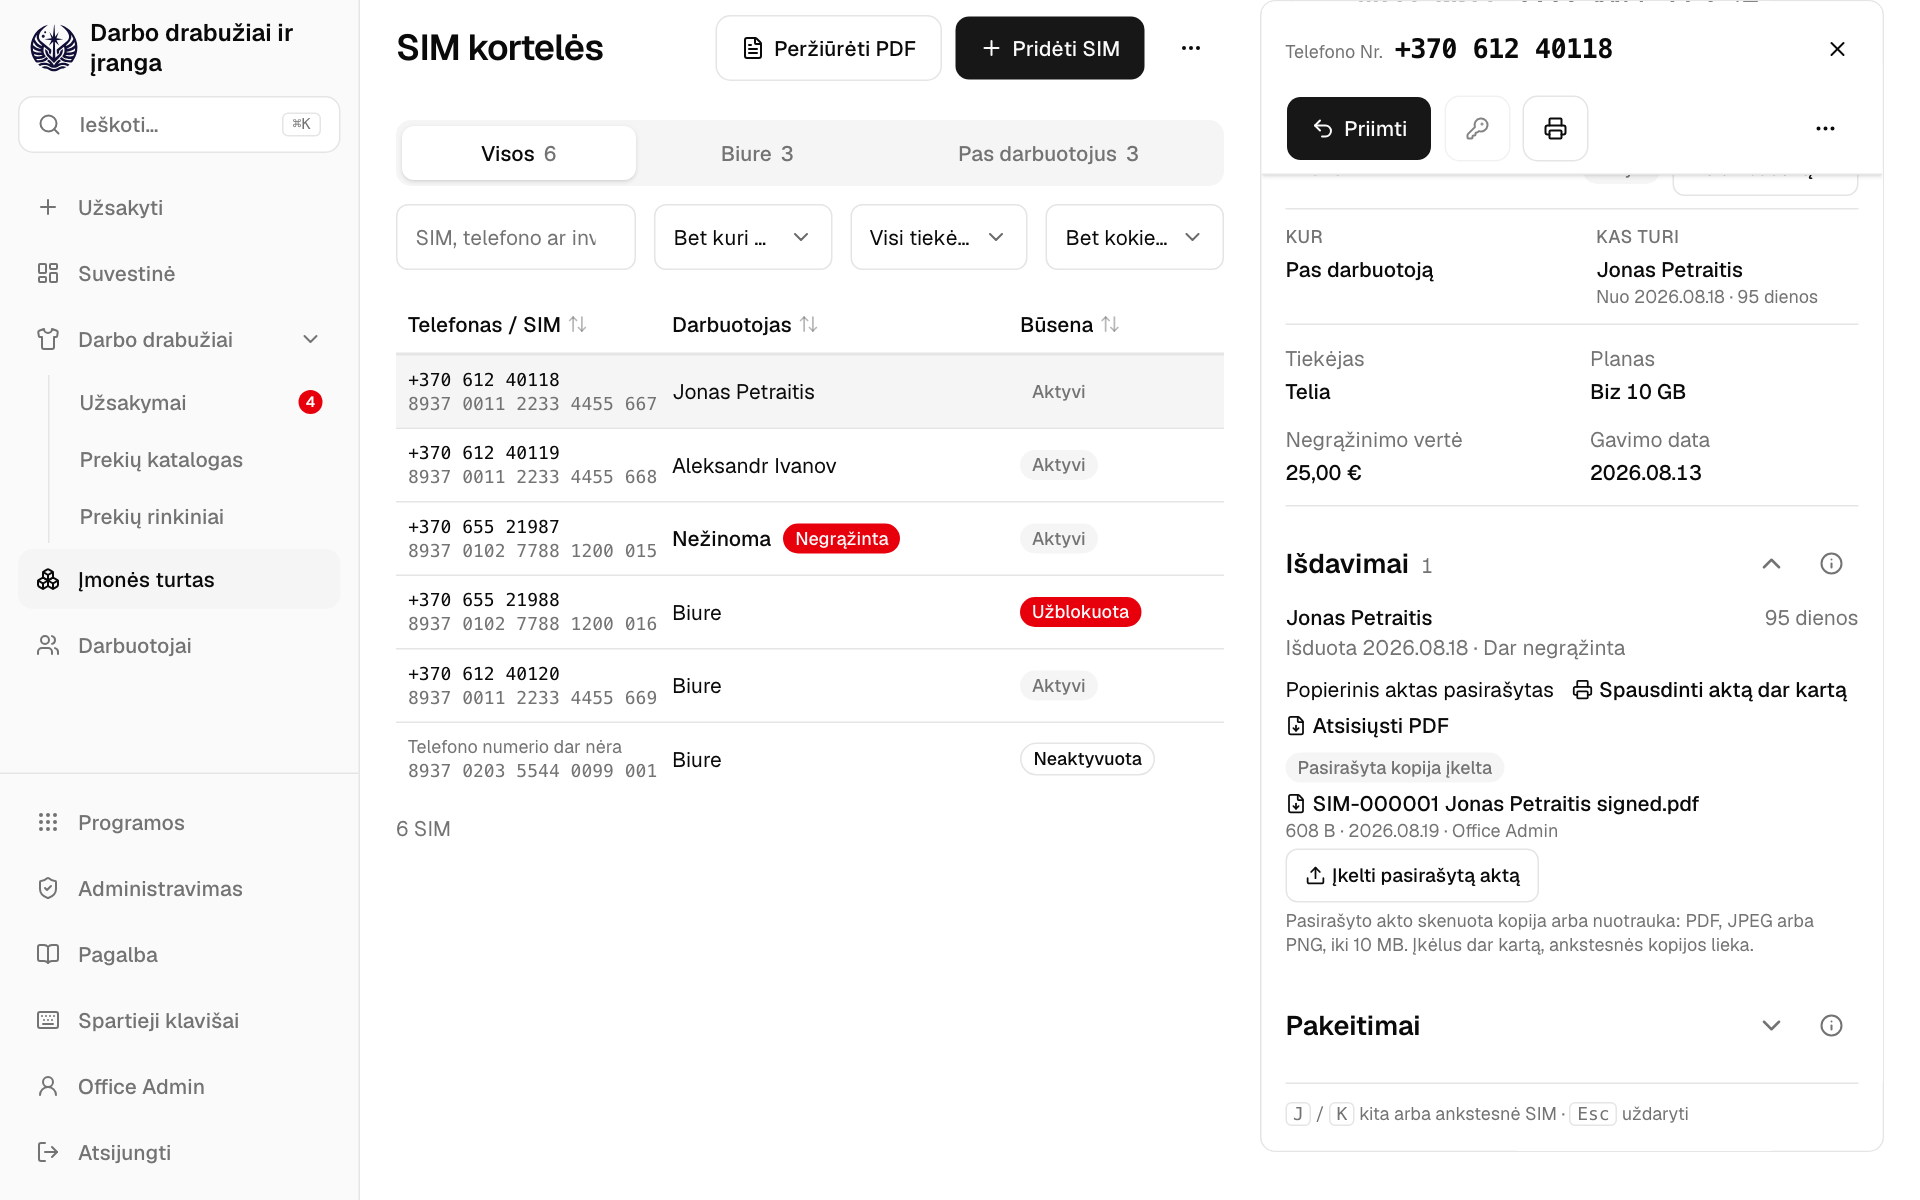 Darbo drabužiai ir
įranga
Ieškoti...
⌘K
Užsakyti
Suvestinė
Darbo drabužiai
Užsakymai
4
Prekių katalogas
Prekių rinkiniai
Įmonės turtas
Darbuotojai
Programos
Administravimas
Pagalba
Spartieji klavišai
Office Admin
Atsijungti
SIM kortelės
Peržiūrėti PDF
Pridėti SIM
Visos 6
Biure 3
Pas darbuotojus 3
SIM, telefono ar inv
Bet kuri ...
Visi tiekė...
Bet kokie...
Telefonas / SIM
Darbuotojas
Būsena
+370 612 40118
8937 0011 2233 4455 667
Jonas Petraitis
Aktyvi
+370 612 40119
8937 0011 2233 4455 668
Aleksandr Ivanov
Aktyvi
+370 655 21987
8937 0102 7788 1200 015
Nežinoma
Negrąžinta
Aktyvi
+370 655 21988
8937 0102 7788 1200 016
Biure
Užblokuota
+370 612 40120
8937 0011 2233 4455 669
Biure
Aktyvi
Telefono numerio dar nėra
8937 0203 5544 0099 001
Biure
Neaktyvuota
6 SIM
Telefono Nr. +370 612 40118
Priimti
KUR
Pas darbuotoją
KAS TURI
Jonas Petraitis
Nuo 2026.08.18 · 95 dienos
Tiekėjas
Telia
Planas
Biz 10 GB
Negrąžinimo vertė
25,00 €
Gavimo data
2026.08.13
Išdavimai 1
Jonas Petraitis
95 dienos
Išduota 2026.08.18 · Dar negrąžinta
Popierinis aktas pasirašytas
Spausdinti aktą dar kartą
Atsisiųsti PDF
Pasirašyta kopija įkelta
SIM-000001 Jonas Petraitis signed.pdf
608 B · 2026.08.19 · Office Admin
Įkelti pasirašytą aktą
Pasirašyto akto skenuota kopija arba nuotrauka: PDF, JPEG arba
PNG, iki 10 MB. Įkėlus dar kartą, ankstesnės kopijos lieka.
Pakeitimai
J / K kita arba ankstesnė SIM · Esc uždaryti